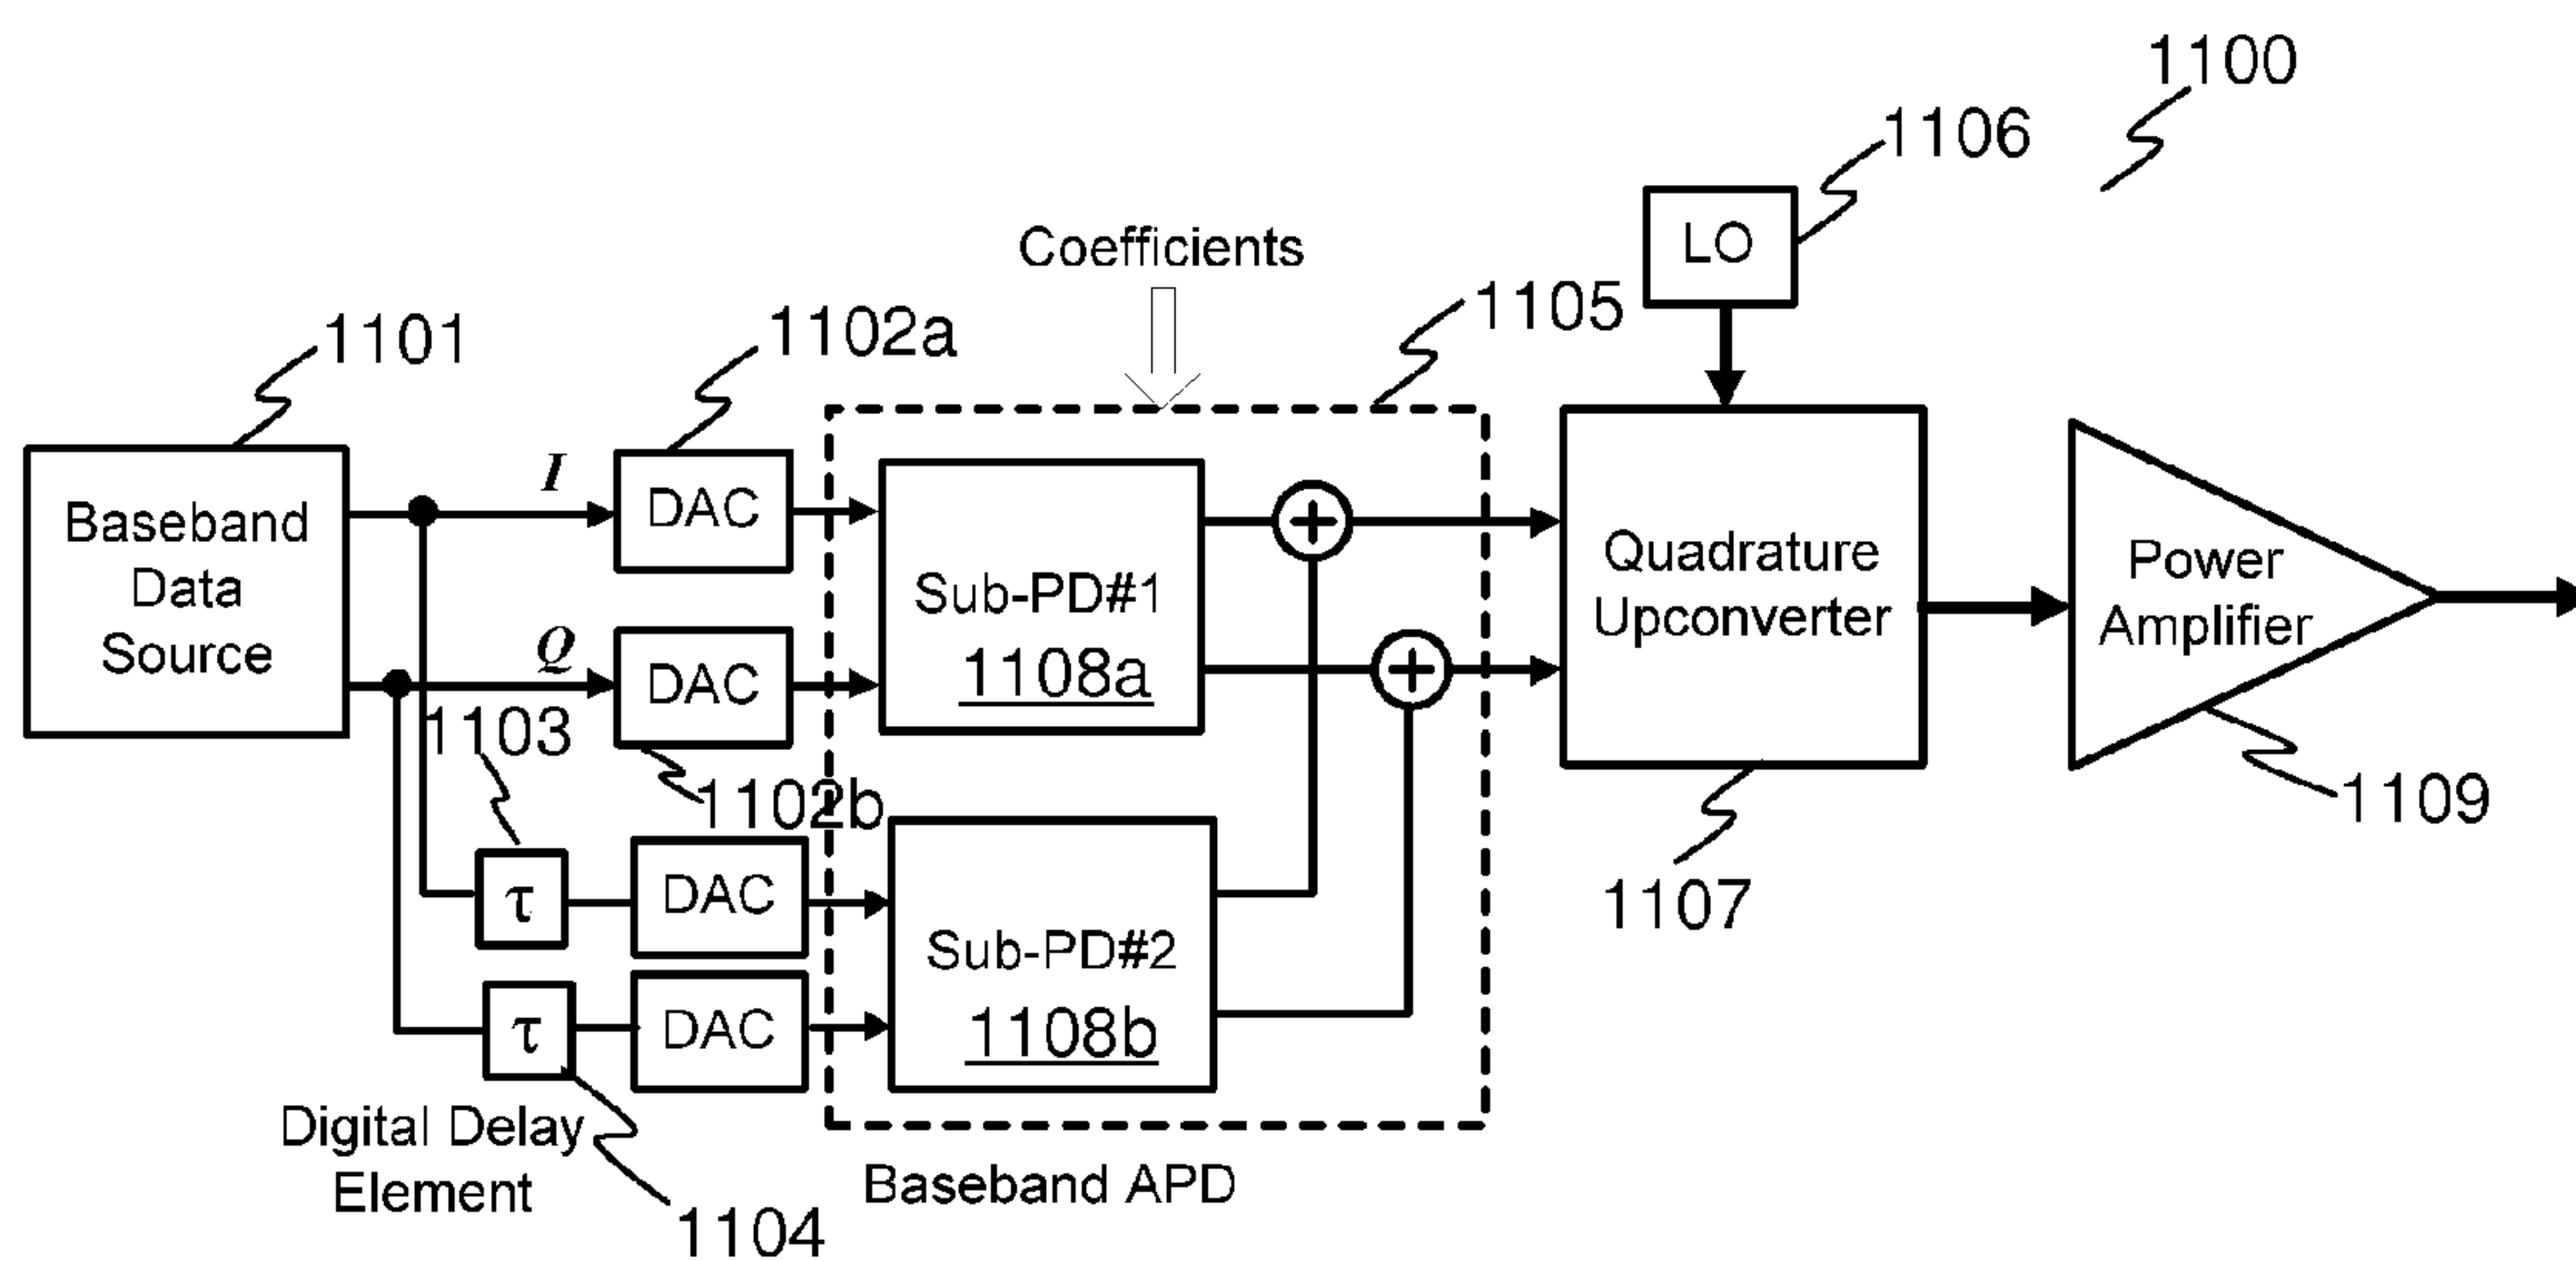 1100
1106
LO
Coefficients
1105
1101
1102a
I
DAC
Baseband
Data
Source
Sub-PD#1
1108a
Quadrature
Upconverter
Power
Amplifier
Q
DAC
1103
1102b
1109
τ
DAC
Sub-PD#2
1108b
1107
τ
DAC
Digital Delay
Element
1104
Baseband APD